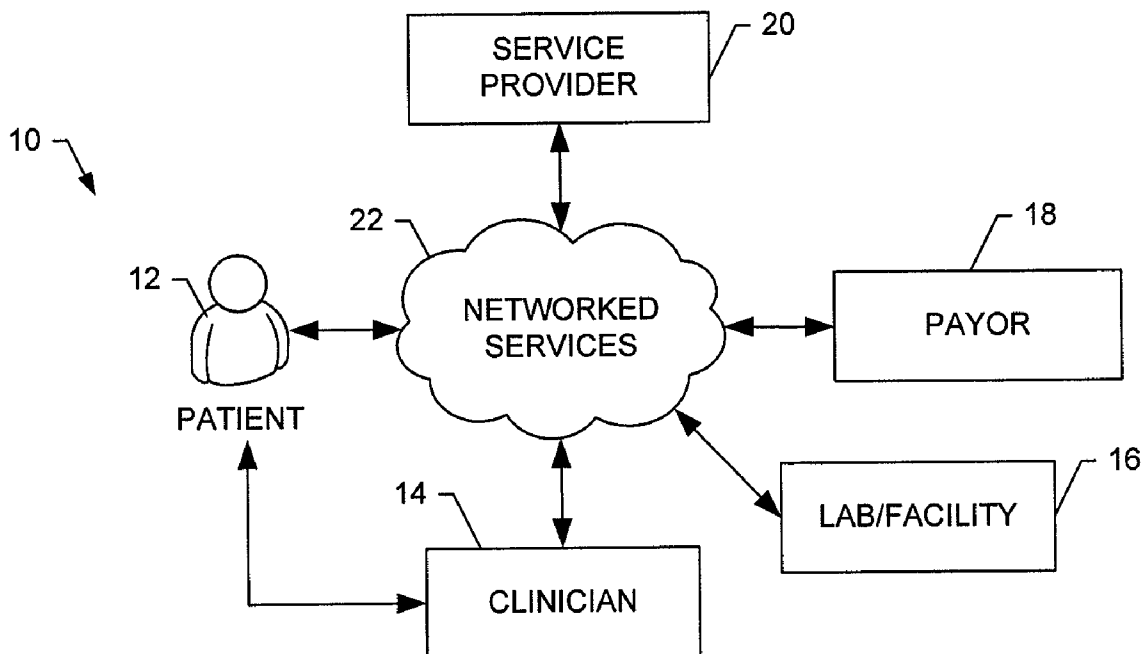 20
SERVICE
PROVIDER
10
22
18
12
NETWORKED
SERVICES
PAYOR
PATIENT
16
14
LAB/FACILITY
CLINICIAN